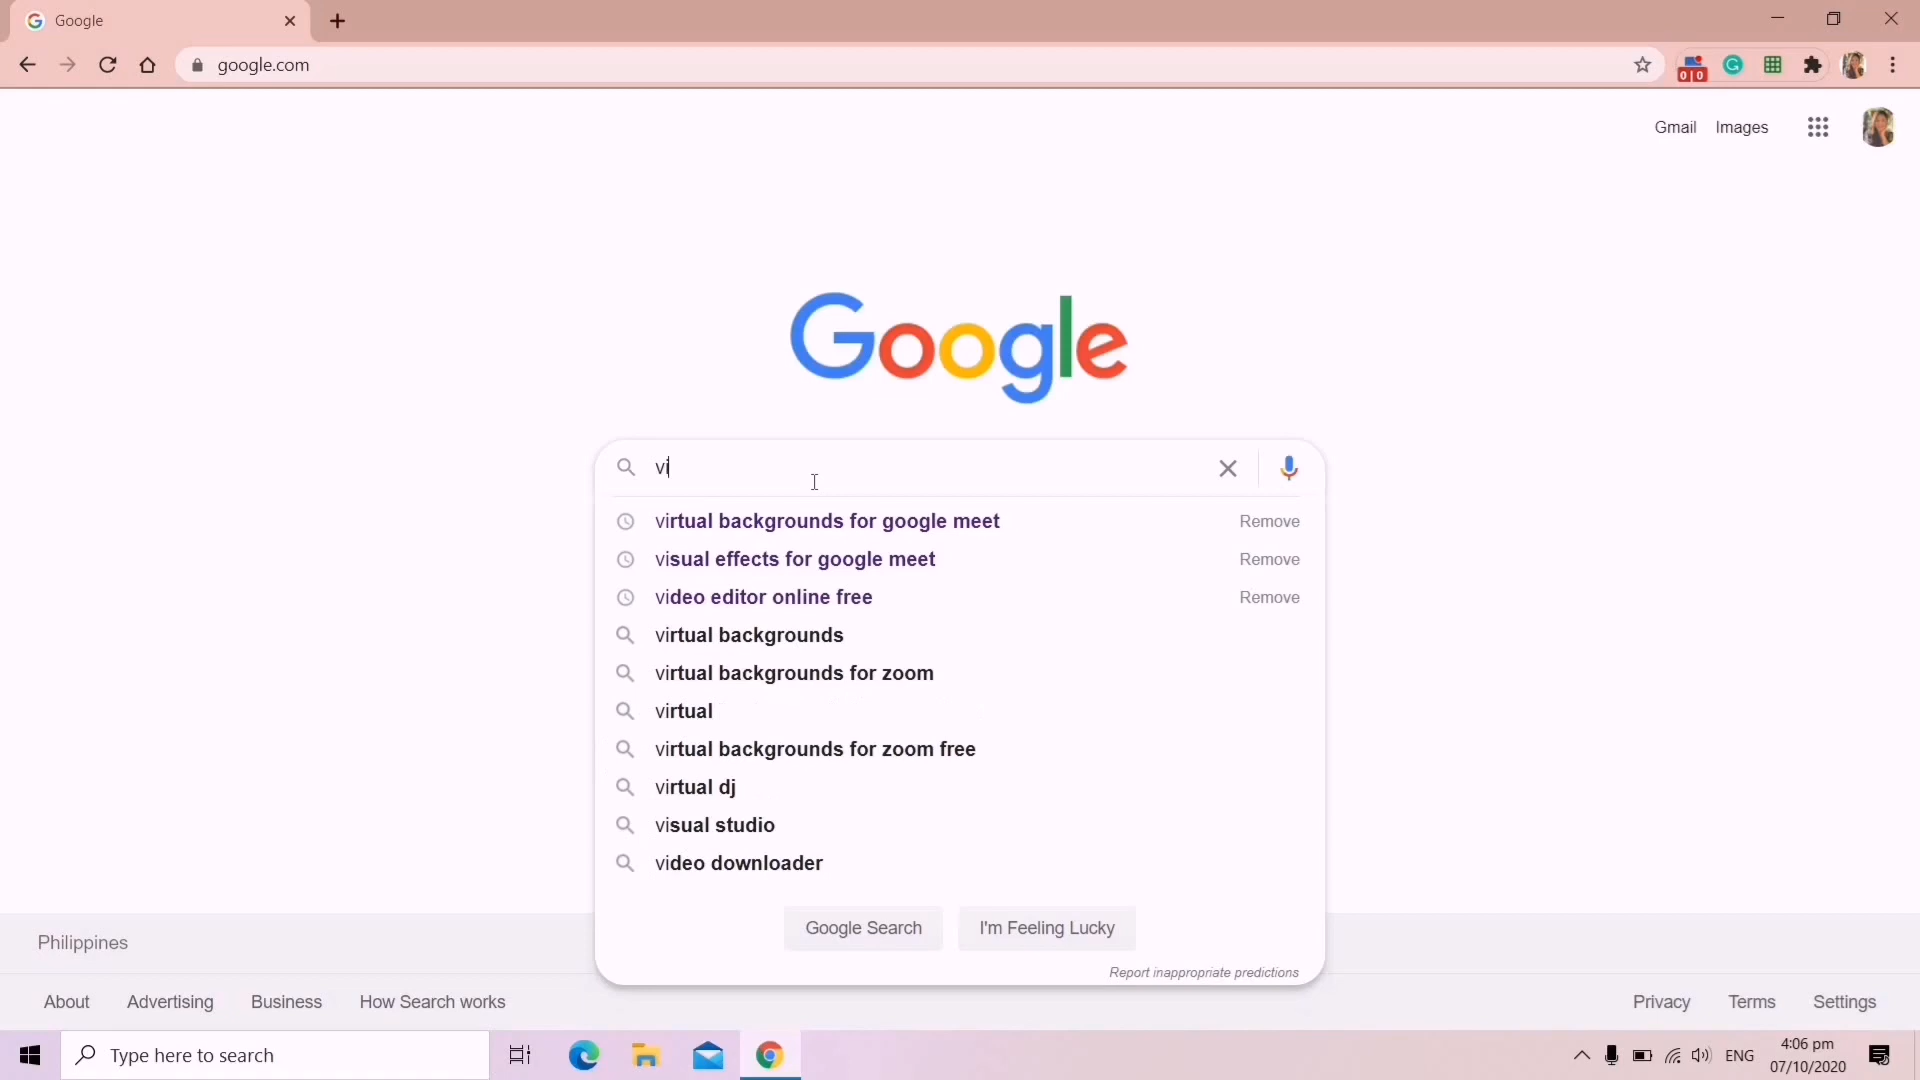 Google
google.com
0|0
Gmail Images
Google
vi
virtual backgrounds for google meet Remove
visual effects for google meet Remove
video editor online free Remove
virtual backgrounds
virtual backgrounds for zoom
virtual
virtual backgrounds for zoom free
virtual dj
visual studio
video downloader
Google Search I'm Feeling Lucky
Report inappropriate predictions
Philippines
About Advertising Business How Search works Privacy Terms Settings
Type here to search ENG
4:06 pm
07/10/2020